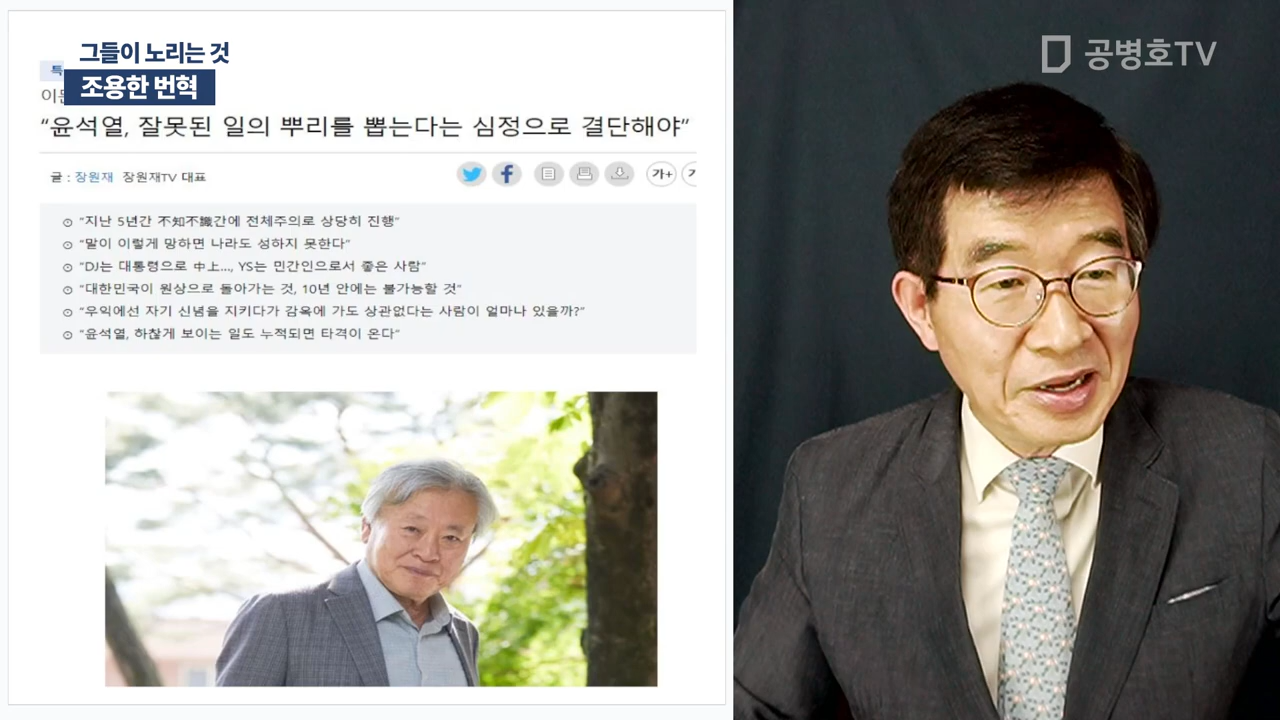 그들이 노리는 것
조용한 번혁
공병호TV
특
이문
“윤석열, 잘못된 일의 뿌리를 뽑는다는 심정으로 결단해야”
글 : 장원재 장원재TV 대표
가+
“지난 5년간 不知不識간에 전체주의로 상당히 진행”
“말이 이렇게 망하면 나라도 성하지 못한다”
“DJ는 대통령으로 中上…, YS는 민간인으로서 좋은 사람”
“대한민국이 원상으로 돌아가는 것, 10년 안에는 불가능할 것”
“우익에선 자기 신념을 지키다가 감옥에 가도 상관없다는 사람이 얼마나 있을까?”
“윤석열, 하찮게 보이는 일도 누적되면 타격이 온다”